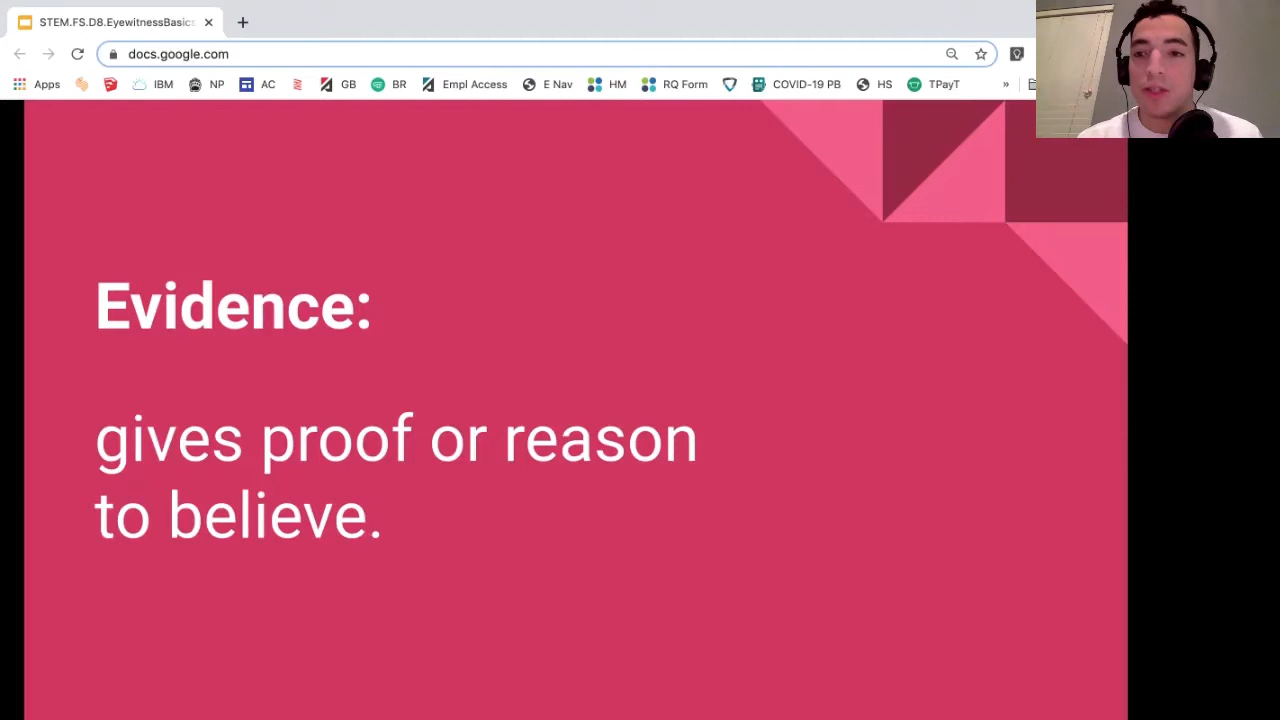 STEM.FS.D8.EyewitnessBasics
docs.google.com
Apps IBM NP AC GB BR Empl Access E Nav HM RQ Form COVID-19 PB HS TPayT »
Evidence:
gives proof or reason
to believe.